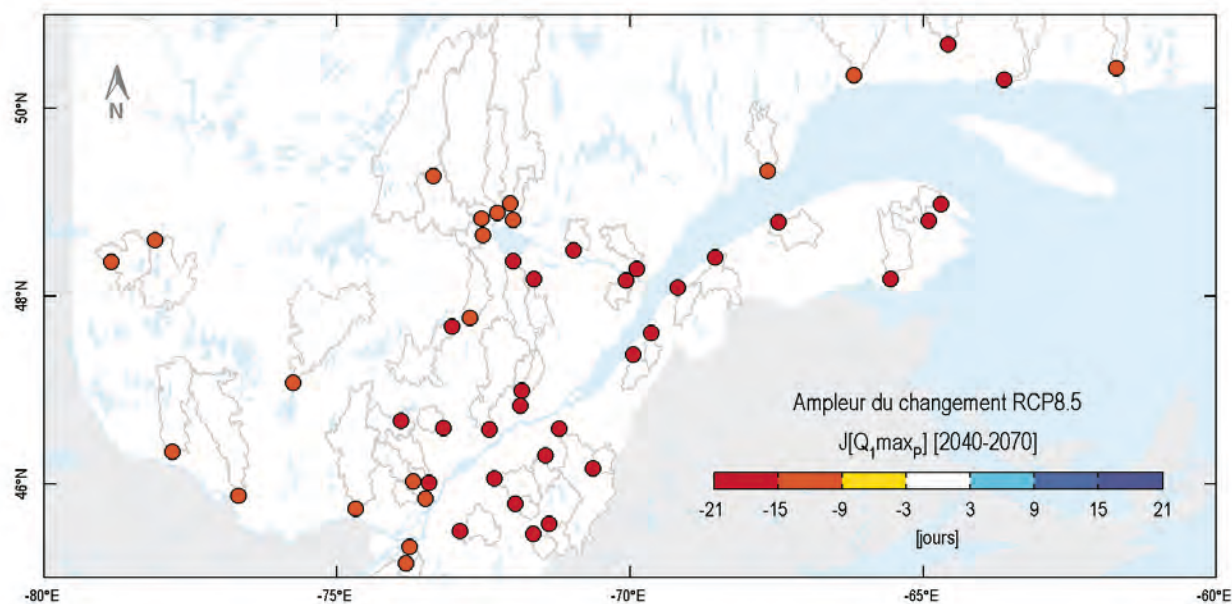 50°N
48°N
46°N
N
Ampleur du changement RCP8.5
J[Q₁max_P] [2040-2070]
-21 -15 -9 -3 3 9 15 21
[jours]
-80° -75° -70° -65° -60°